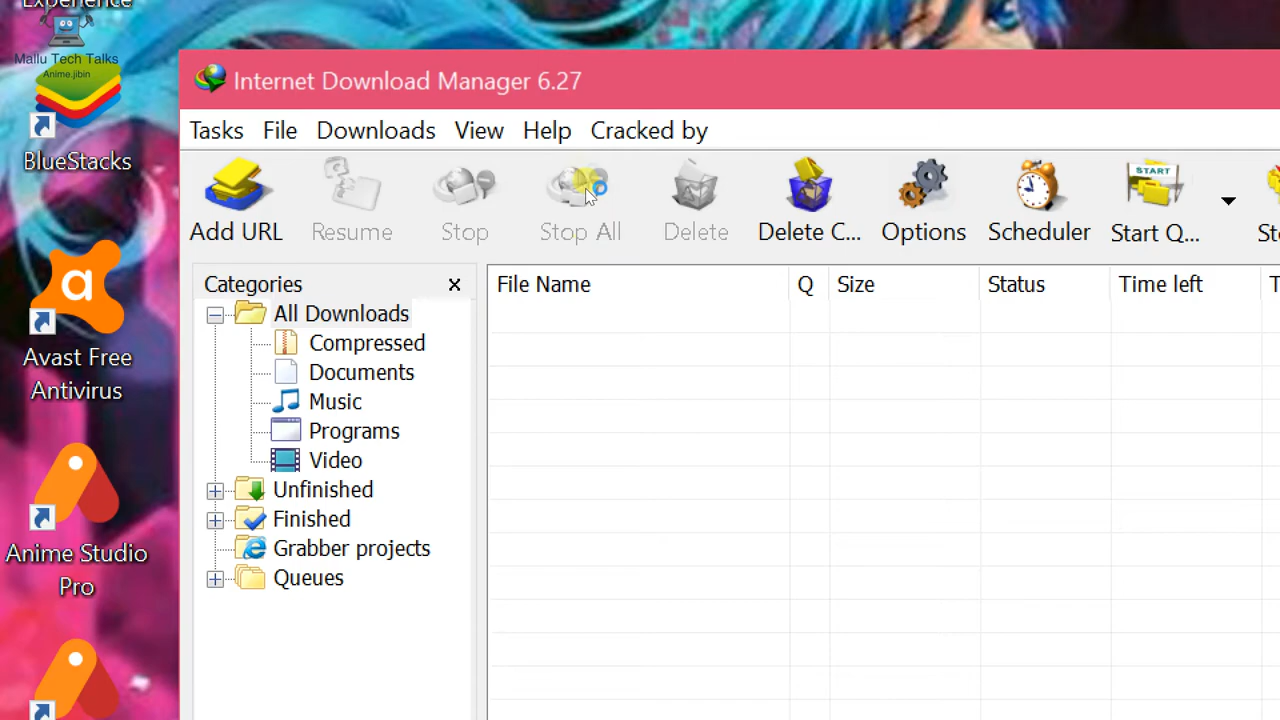 Experience
Mallu Tech Talks
Anime.jibin
BlueStacks
Avast Free
Antivirus
Anime Studio
Pro
Internet Download Manager 6.27
Tasks File Downloads View Help Cracked by
Add URL Resume Stop Stop All Delete Delete C... Options Scheduler START Start Q...
Categories
All Downloads
Compressed
Documents
Music
Programs
Video
Unfinished
Finished
Grabber projects
Queues
File Name Q Size Status Time left